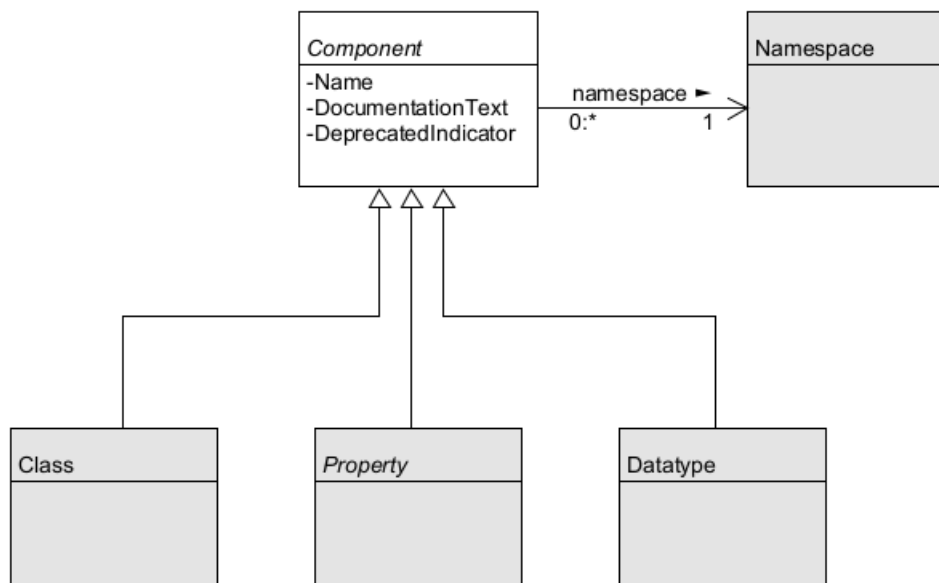 Component
-Name
-DocumentationText
-DeprecatedIndicator
namespace ►
0:*
1
Namespace
Class
Property
Datatype